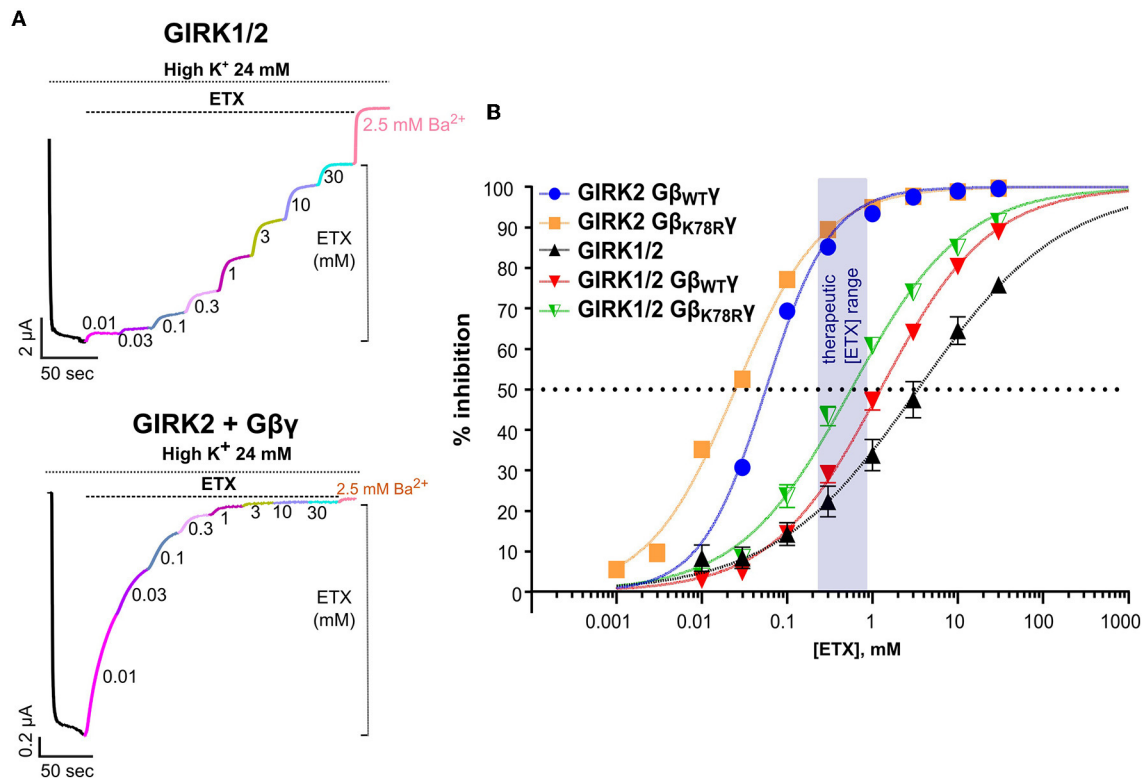 A
GIRK1/2
High K⁺ 24 mM
ETX
2.5 mM Ba²⁺
30
10
3
ETX
(mM)
1
0.3
0.1
0.03
0.01
2 µA
50 sec
GIRK2 + Gβγ
High K⁺ 24 mM
ETX
2.5 mM Ba²⁺
0.3
1
3
10
30
0.1
0.03
ETX
(mM)
0.01
0.2 µA
50 sec
B
GIRK2 GβWTγ
GIRK2 GβK78Rγ
GIRK1/2
GIRK1/2 GβWTγ
GIRK1/2 GβK78Rγ
therapeutic
[ETX] range
% inhibition
100
90
80
70
60
50
40
30
20
10
0
0.001 0.01 0.1 1 10 100 1000
[ETX], mM